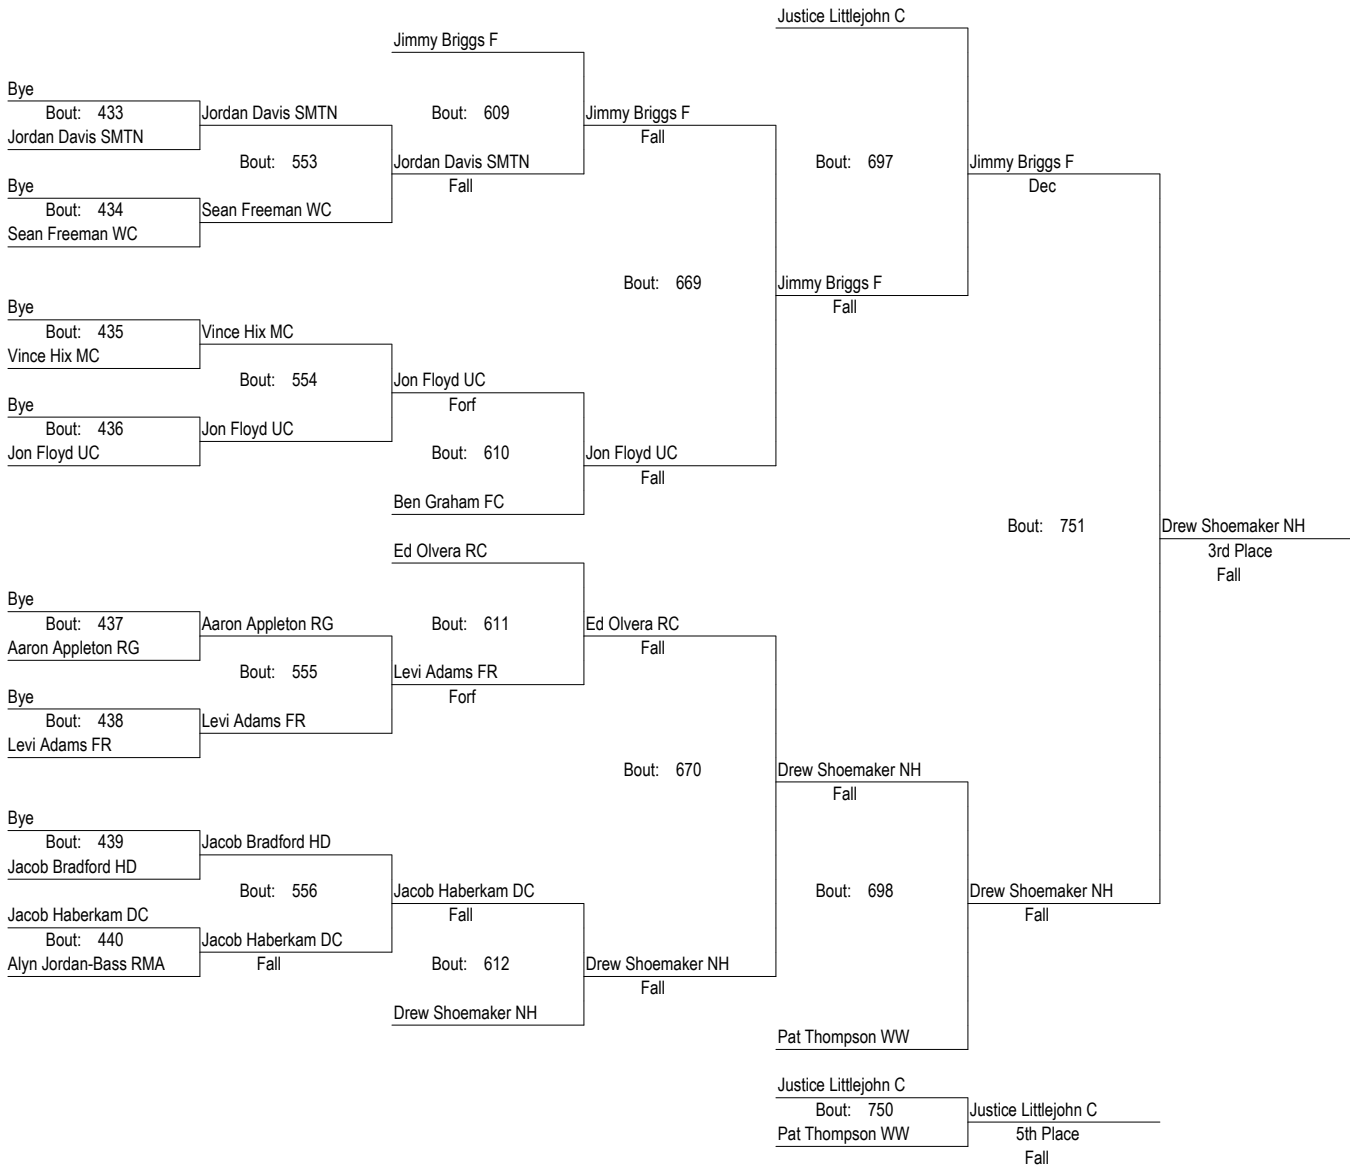 Justice Littlejohn C
Jimmy Briggs F
Bye
Bout: 433
Jordan Davis SMTN
Bout: 609
Jimmy Briggs F
Jordan Davis SMTN
Fall
Bout: 553
Jordan Davis SMTN
Bout: 697
Jimmy Briggs F
Bye
Fall
Dec
Bout: 434
Sean Freeman WC
Sean Freeman WC
Bout: 669
Jimmy Briggs F
Bye
Fall
Bout: 435
Vince Hix MC
Vince Hix MC
Bout: 554
Jon Floyd UC
Bye
Forf
Bout: 436
Jon Floyd UC
Jon Floyd UC
Bout: 610
Jon Floyd UC
Fall
Ben Graham FC
Bout: 751
Drew Shoemaker NH
Ed Olvera RC
3rd Place
Fall
Bye
Bout: 437
Aaron Appleton RG
Bout: 611
Ed Olvera RC
Aaron Appleton RG
Fall
Bout: 555
Levi Adams FR
Bye
Forf
Bout: 438
Levi Adams FR
Levi Adams FR
Bout: 670
Drew Shoemaker NH
Fall
Bye
Bout: 439
Jacob Bradford HD
Jacob Bradford HD
Bout: 556
Jacob Haberkam DC
Bout: 698
Drew Shoemaker NH
Jacob Haberkam DC
Fall
Fall
Bout: 440
Jacob Haberkam DC
Alyn Jordan-Bass RMA
Fall
Bout: 612
Drew Shoemaker NH
Fall
Drew Shoemaker NH
Pat Thompson WW
Justice Littlejohn C
Bout: 750
Justice Littlejohn C
Pat Thompson WW
5th Place
Fall